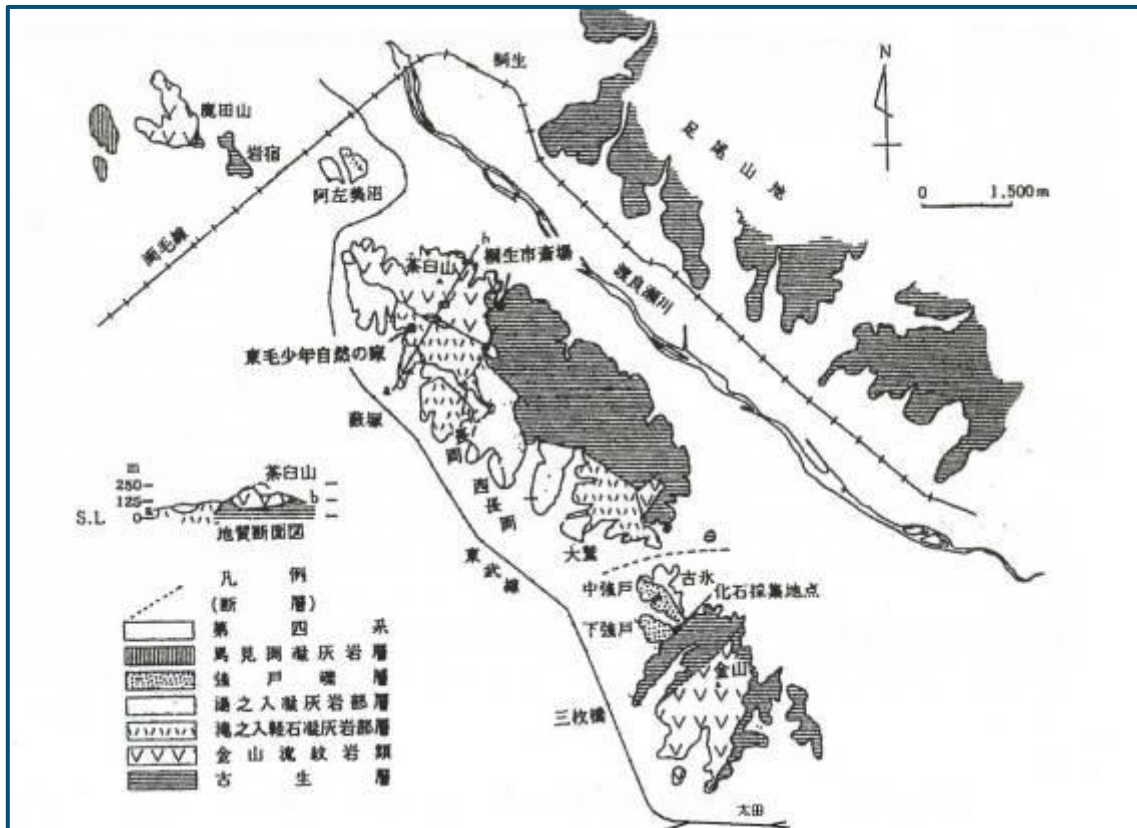 桐生
N
足尾山地
0 1,500m
鹿田山
岩宿
阿左美沼
両毛線
渡良瀬川
茶臼山
b
桐生市斎場
東毛少年自然の家
a
藪塚
長岡
西長岡
大鷲
東武線
m
250
125
S.L 0
茶臼山
a
b
地質断面図
中強戸
古氷
化石採集地点
下強戸
金山
三枚橋
太田
凡例
(断層)
第四系
馬見岡凝灰岩層
強戸礫層
湯之入凝灰岩部層
滝之入軽石凝灰岩部層
金山流紋岩類
古生層